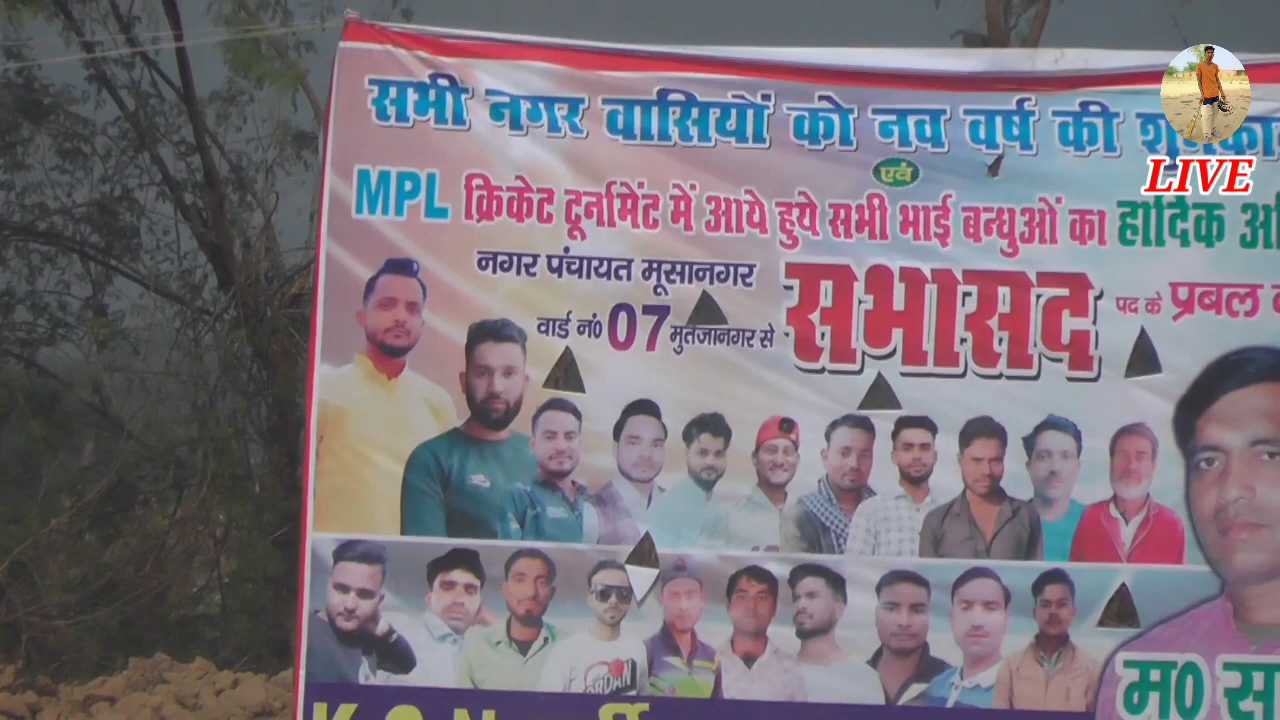 सभी नगर वासियों को नव वर्ष की
एवं
LIVE
MPL क्रिकेट टूर्नामेंट में आये हुये सभी भाई बन्धुओं का हार्दिक
नगर पंचायत मूसानगर
वार्ड नं० 07 मुर्तजानगर से सभासद पद के प्रबल
JORDAN
म०